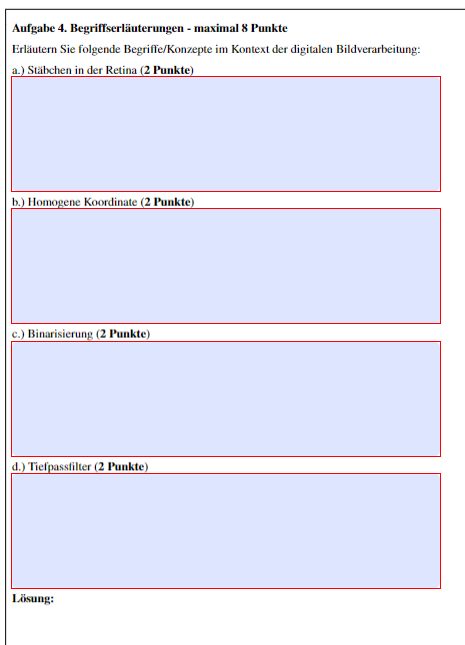 Aufgabe 4. Begriffserläuterungen - maximal 8 Punkte
Erläutern Sie folgende Begriffe/Konzepte im Kontext der digitalen Bildverarbeitung:
a.) Stäbchen in der Retina (2 Punkte)
b.) Homogene Koordinate (2 Punkte)
c.) Binarisierung (2 Punkte)
d.) Tiefpassfilter (2 Punkte)
Lösung: